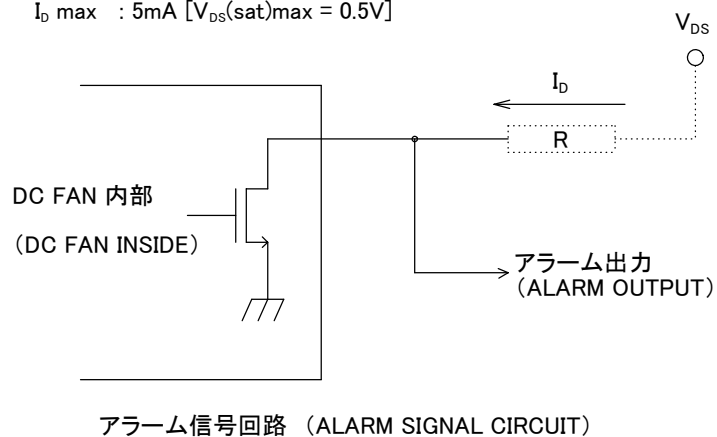 I_D max : 5mA [V_DS(sat)max = 0.5V]
V_DS
I_D
R
DC FAN 内部
(DC FAN INSIDE)
アラーム出力
(ALARM OUTPUT)
アラーム信号回路 (ALARM SIGNAL CIRCUIT)